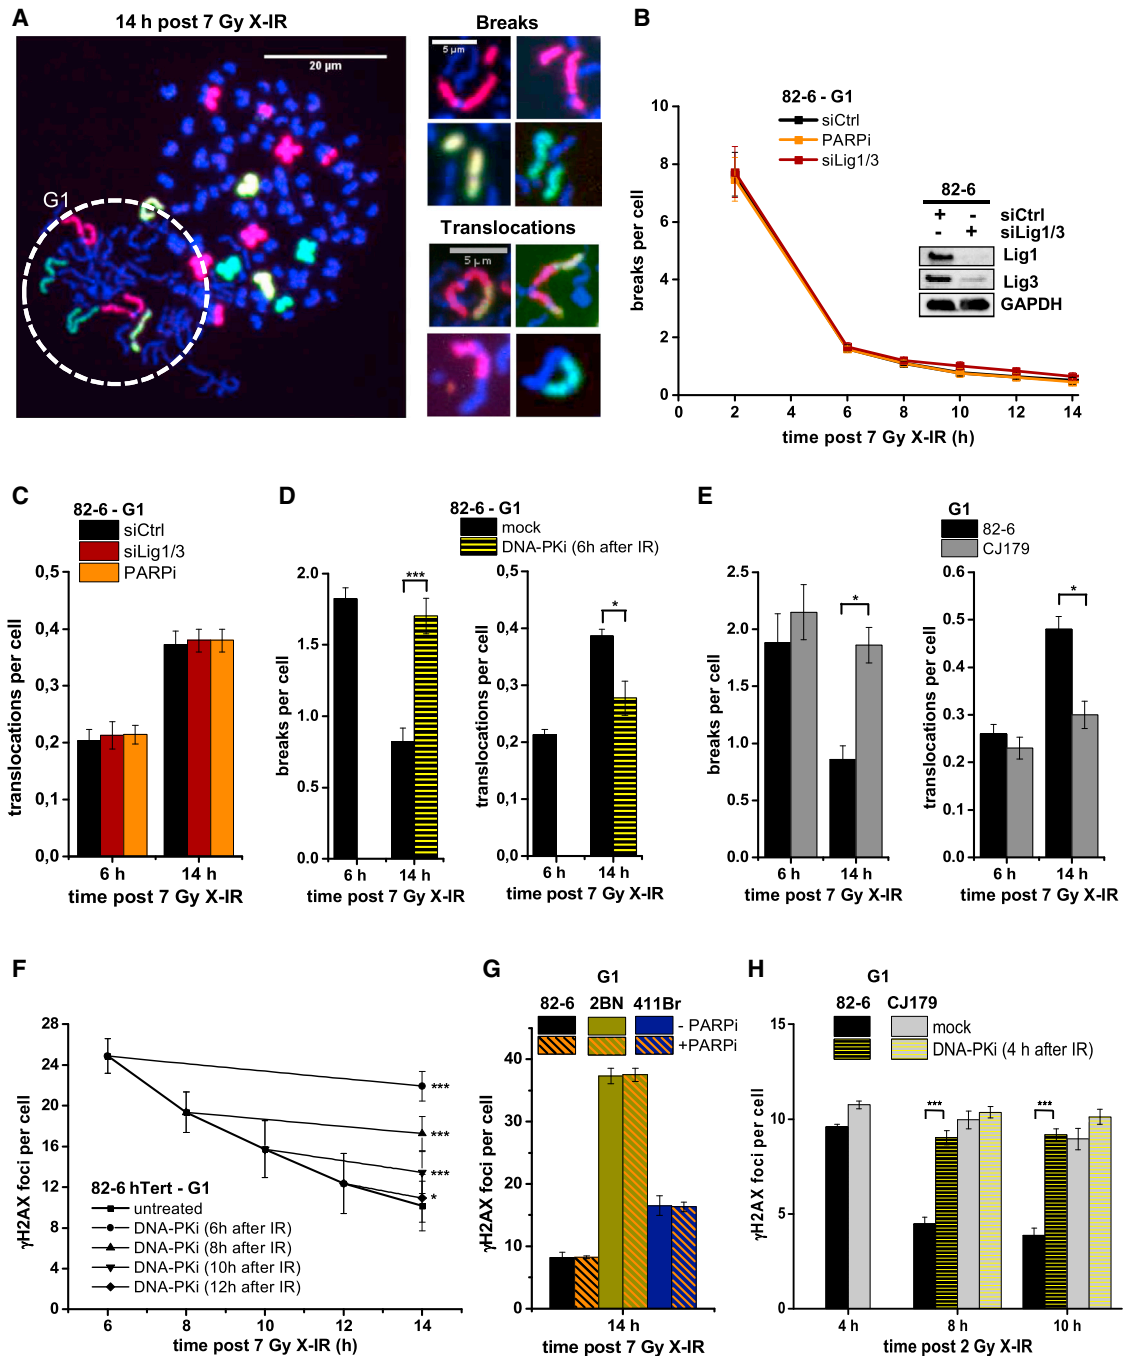 A
14 h post 7 Gy X-IR
20 µm
G1
Breaks
5 µm
Translocations
5 µm
B
82-6 - G1
siCtrl
PARPi
siLig1/3
10
8
6
4
2
0
breaks per cell
0 2 4 6 8 10 12 14
time post 7 Gy X-IR (h)
82-6
+ - siCtrl
- + siLig1/3
Lig1
Lig3
GAPDH
C
82-6 - G1
siCtrl
siLig1/3
PARPi
0,5
0,4
0,3
0,2
0,1
0,0
translocations per cell
6 h 14 h
time post 7 Gy X-IR
D
82-6 - G1
mock
DNA-PKi (6h after IR)
2.0
1.5
1.0
0.5
0.0
breaks per cell
***
6 h 14 h
time post 7 Gy X-IR
0,5
0,4
0,3
0,2
0,1
0,0
translocations per cell
*
6 h 14 h
time post 7 Gy X-IR
E
G1
82-6
CJ179
2.5
2.0
1.5
1.0
0.5
0.0
breaks per cell
*
6 h 14 h
time post 7 Gy X-IR
0.6
0.5
0.4
0.3
0.2
0.1
0.0
translocations per cell
*
6 h 14 h
time post 7 Gy X-IR
F
28
24
20
16
12
8
4
0
γH2AX foci per cell
***
***
***
*
82-6 hTert - G1
untreated
DNA-PKi (6h after IR)
DNA-PKi (8h after IR)
DNA-PKi (10h after IR)
DNA-PKi (12h after IR)
6 8 10 12 14
time post 7 Gy X-IR (h)
G
G1
82-6 2BN 411Br
- PARPi
+PARPi
40
30
20
10
0
γH2AX foci per cell
14 h
time post 7 Gy X-IR
H
G1
82-6 CJ179
mock
DNA-PKi (4 h after IR)
15
10
5
0
γH2AX foci per cell
*** ***
4 h 8 h 10 h
time post 2 Gy X-IR